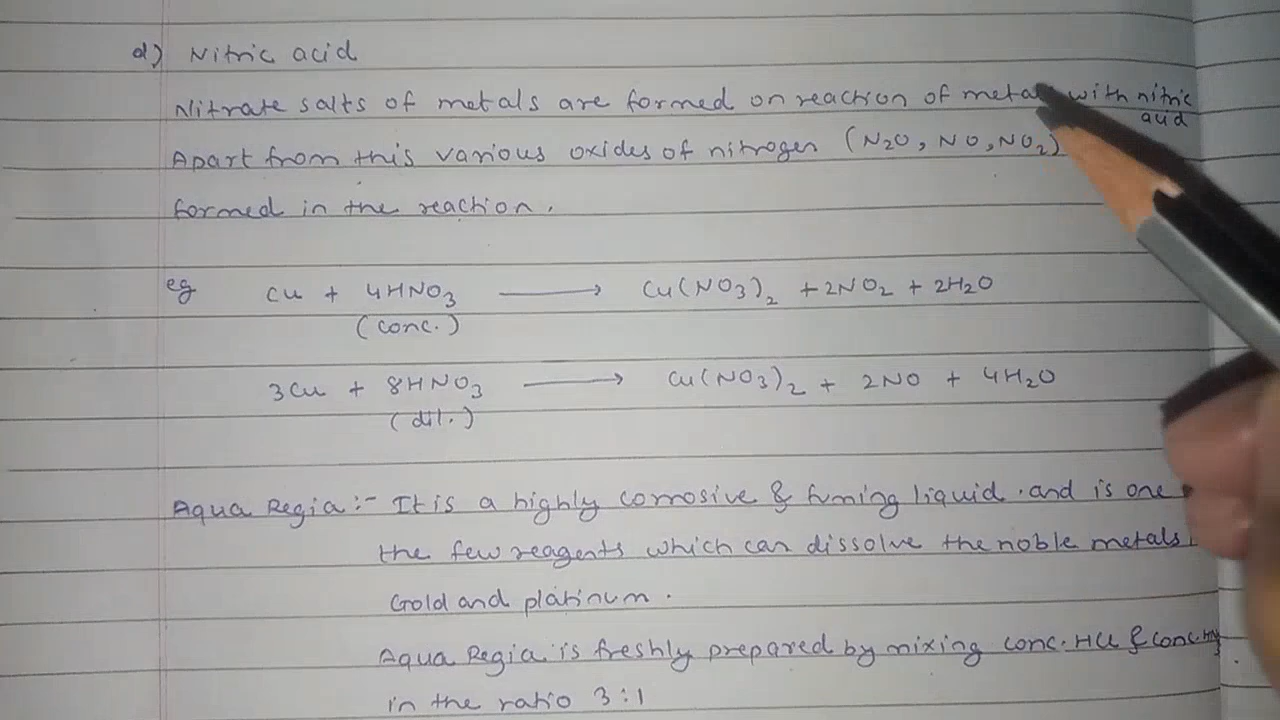 d) Nitric acid
Nitrate salts of metals are formed on reaction of metal with nitric
acid
Apart from this various oxides of nitrogen (N2O, NO, NO2)
formed in the reaction.
eg Cu + 4HNO3 ⟶ Cu(NO3)2 + 2NO2 + 2H2O
(conc.)
3Cu + 8HNO3 ⟶ Cu(NO3)2 + 2NO + 4H2O
(dil.)
Aqua Regia :- It is a highly corrosive & fuming liquid. and is one
the few reagents which can dissolve the noble metals
Gold and platinum.
Aqua Regia is freshly prepared by mixing conc. HCl & conc.
in the ratio 3:1